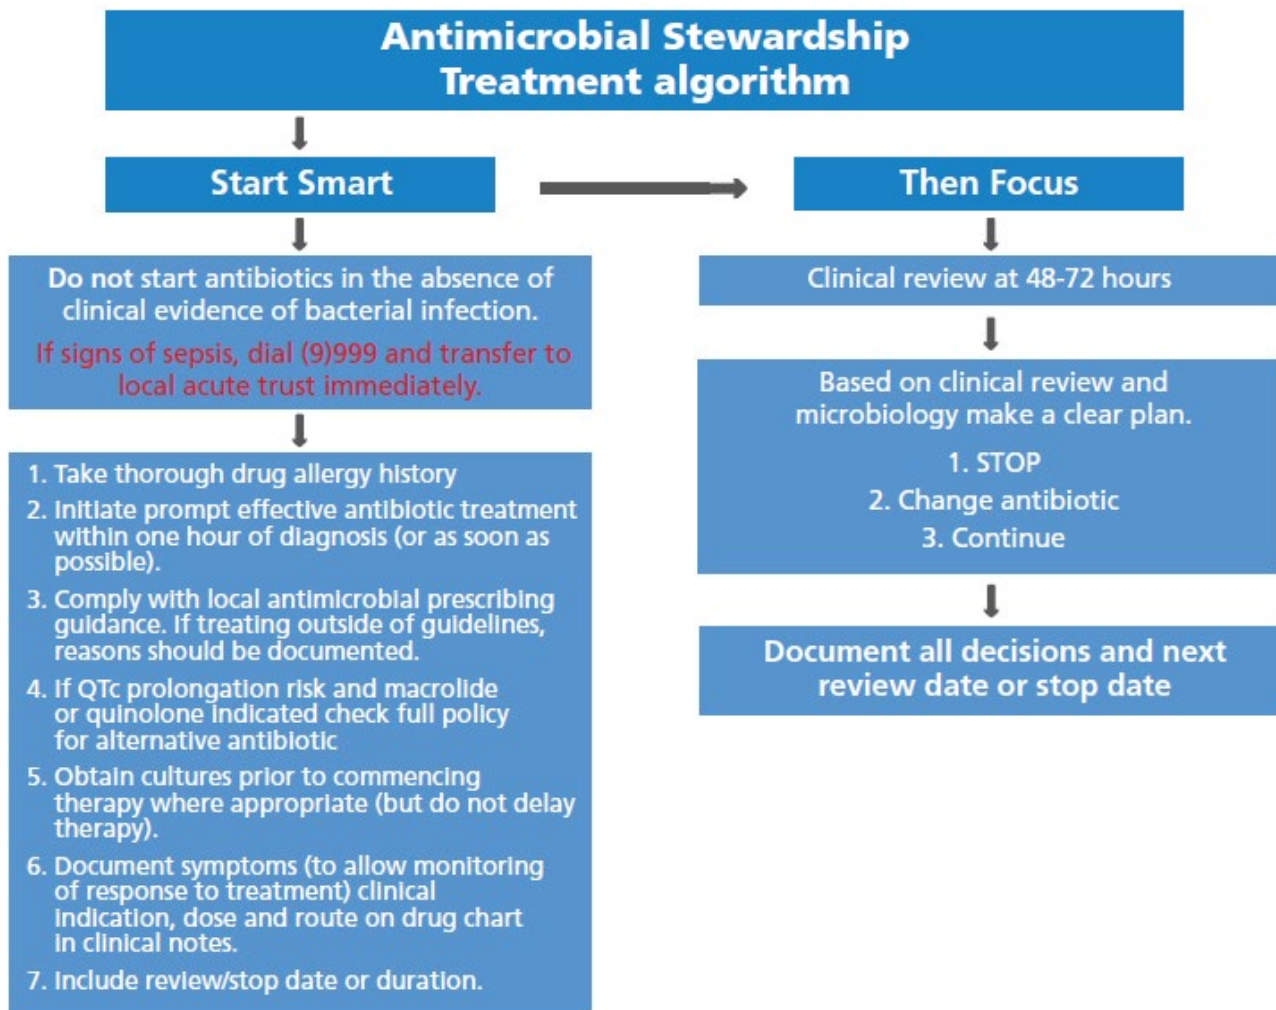 Antimicrobial Stewardship
Treatment algorithm
Start Smart
Do not start antibiotics in the absence of
clinical evidence of bacterial infection.
If signs of sepsis, dial (9)999 and transfer to
local acute trust immediately.
1. Take thorough drug allergy history
2. Initiate prompt effective antibiotic treatment
within one hour of diagnosis (or as soon as
possible).
3. Comply with local antimicrobial prescribing
guidance. If treating outside of guidelines,
reasons should be documented.
4. If QTc prolongation risk and macrolide
or quinolone indicated check full policy
for alternative antibiotic
5. Obtain cultures prior to commencing
therapy where appropriate (but do not delay
therapy).
6. Document symptoms (to allow monitoring
of response to treatment) clinical
indication, dose and route on drug chart
in clinical notes.
7. Include review/stop date or duration.
Then Focus
Clinical review at 48-72 hours
Based on clinical review and
microbiology make a clear plan.
1. STOP
2. Change antibiotic
3. Continue
Document all decisions and next
review date or stop date